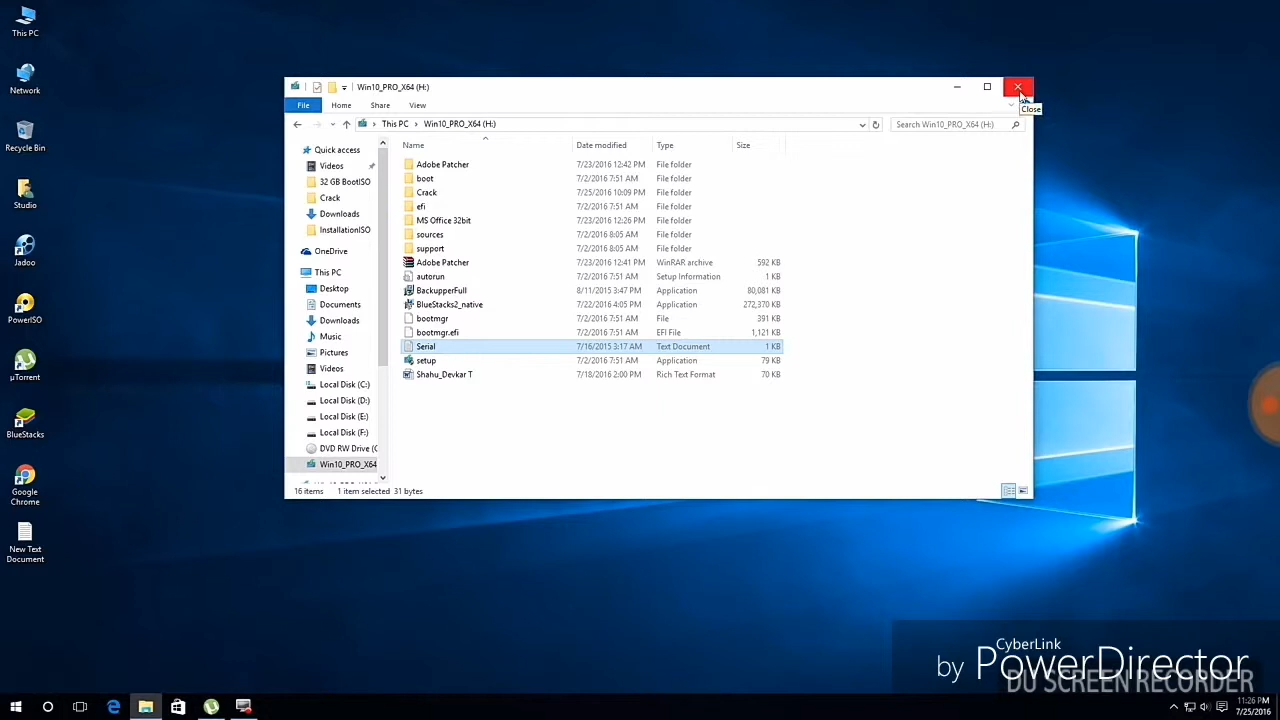 This PC
Network
Recycle Bin
Studio
Jadoo
PowerISO
µTorrent
BlueStacks
Google
Chrome
New Text
Document
Win10_PRO_X64 (H:)
Close
File Home Share View
This PC Win10_PRO_X64 (H:)
Search Win10_PRO_X64 (H:)
Quick access
Videos
32 GB BootISO
Crack
Downloads
InstallationISO
OneDrive
This PC
Desktop
Documents
Downloads
Music
Pictures
Videos
Local Disk (C:)
Local Disk (D:)
Local Disk (E:)
Local Disk (F:)
DVD RW Drive (
Win10_PRO_X64
Name Date modified Type Size
Adobe Patcher 7/23/2016 12:42 PM File folder
boot 7/2/2016 7:51 AM File folder
Crack 7/25/2016 10:09 PM File folder
efi 7/2/2016 7:51 AM File folder
MS Office 32bit 7/23/2016 12:26 PM File folder
sources 7/2/2016 8:05 AM File folder
support 7/2/2016 8:05 AM File folder
Adobe Patcher 7/23/2016 12:41 PM WinRAR archive 592 KB
autorun 7/2/2016 7:51 AM Setup Information 1 KB
BackupperFull 8/11/2015 3:47 PM Application 80,081 KB
BlueStacks2_native 7/22/2016 4:05 PM Application 272,370 KB
bootmgr 7/2/2016 7:51 AM File 391 KB
bootmgr.efi 7/2/2016 7:51 AM EFI File 1,121 KB
Serial 7/16/2015 3:17 AM Text Document 1 KB
setup 7/2/2016 7:51 AM Application 79 KB
Shahu_Devkar T 7/18/2016 2:00 PM Rich Text Format 70 KB
16 items 1 item selected 31 bytes
CyberLink
by PowerDirector
DU SCREEN RECORDER
11:26 PM
7/25/2016